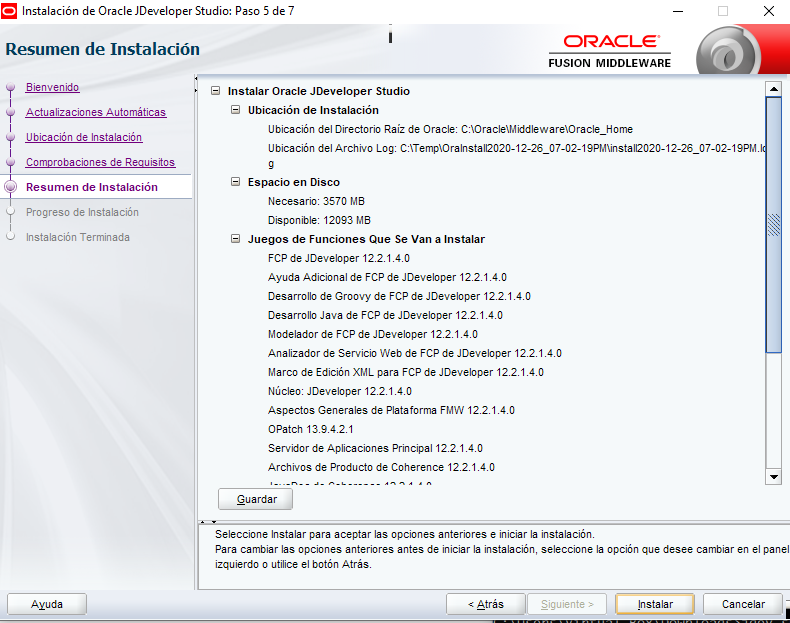 Instalación de Oracle JDeveloper Studio: Paso 5 de 7
Resumen de Instalación
ORACLE
FUSION MIDDLEWARE
Bienvenido
Actualizaciones Automáticas
Ubicación de Instalación
Comprobaciones de Requisitos
Resumen de Instalación
Progreso de Instalación
Instalación Terminada
Instalar Oracle JDeveloper Studio
Ubicación de Instalación
Ubicación del Directorio Raíz de Oracle: C:\Oracle\Middleware\Oracle_Home
Ubicación del Archivo Log: C:\Temp\OraInstall2020-12-26_07-02-19PM\install2020-12-26_07-02-19PM.lo
g
Espacio en Disco
Necesario: 3570 MB
Disponible: 12093 MB
Juegos de Funciones Que Se Van a Instalar
FCP de JDeveloper 12.2.1.4.0
Ayuda Adicional de FCP de JDeveloper 12.2.1.4.0
Desarrollo de Groovy de FCP de JDeveloper 12.2.1.4.0
Desarrollo Java de FCP de JDeveloper 12.2.1.4.0
Modelador de FCP de JDeveloper 12.2.1.4.0
Analizador de Servicio Web de FCP de JDeveloper 12.2.1.4.0
Marco de Edición XML para FCP de JDeveloper 12.2.1.4.0
Núcleo: JDeveloper 12.2.1.4.0
Aspectos Generales de Plataforma FMW 12.2.1.4.0
OPatch 13.9.4.2.1
Servidor de Aplicaciones Principal 12.2.1.4.0
Archivos de Producto de Coherence 12.2.1.4.0
JavaDoc de Coherence 12.2.1.4.0
Guardar
Seleccione Instalar para aceptar las opciones anteriores e iniciar la instalación.
Para cambiar las opciones anteriores antes de iniciar la instalación, seleccione la opción que desee cambiar en el panel
izquierdo o utilice el botón Atrás.
Ayuda
< Atrás
Siguiente >
Instalar
Cancelar